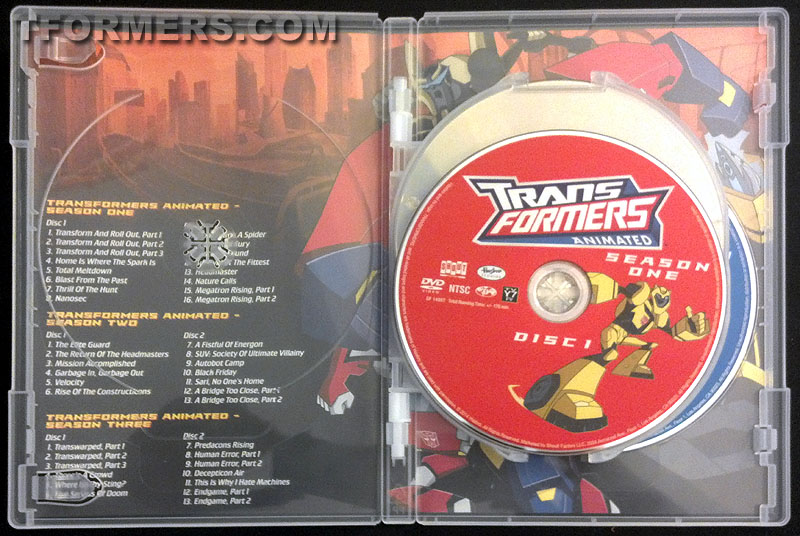 TFORMERS.COM
TRANSFORMERS ANIMATED -
SEASON ONE
Disc 1
1. Transform And Roll Out, Part 1
2. Transform And Roll Out, Part 2
3. Transform And Roll Out, Part 3
4. Home Is Where The Spark Is
5. Total Meltdown
6. Blast From The Past
7. Thrill Of The Hunt
8. Nanosec
A Spider
The Fittest
13. Headmaster
14. Nature Calls
15. Megatron Rising, Part 1
16. Megatron Rising, Part 2
TRANSFORMERS ANIMATED -
SEASON TWO
Disc 1
1. The Elite Guard
2. The Return Of The Headmasters
3. Mission Accomplished
4. Garbage In, Garbage Out
5. Velocity
6. Rise Of The Constructicons
Disc 2
7. A Fistful Of Energon
8. SUV: Society Of Ultimate Villainy
9. Autobot Camp
10. Black Friday
11. Sari, No One's Home
12. A Bridge Too Close, Part
13. A Bridge Too Close, Part 2
TRANSFORMERS ANIMATED -
SEASON THREE
Disc 1
1. Transwarped, Part 1
2. Transwarped, Part 2
3. Transwarped, Part 3
Crowd
Sting?
Of Doom
Disc 2
7. Predacons Rising
8. Human Error, Part 1
9. Human Error, Part 2
10. Decepticon Air
11. This Is Why I Hate Machines
12. Endgame, Part 1
13. Endgame, Part 2
TRANS
FORMERS
ANIMATED
SEASON
ONE
DVD
VIDEO
NTSC
Hasbro
DISC 1